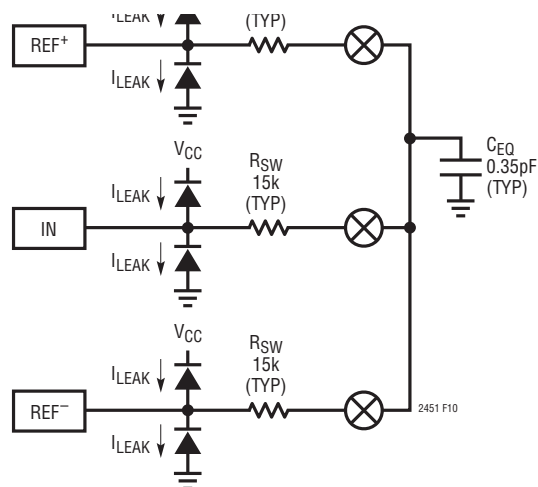 ILEAK
(TYP)
REF+
ILEAK
CEQ
0.35pF
(TYP)
VCC
RSW
15k
(TYP)
ILEAK
IN
ILEAK
VCC
RSW
15k
(TYP)
ILEAK
REF−
2451 F10
ILEAK